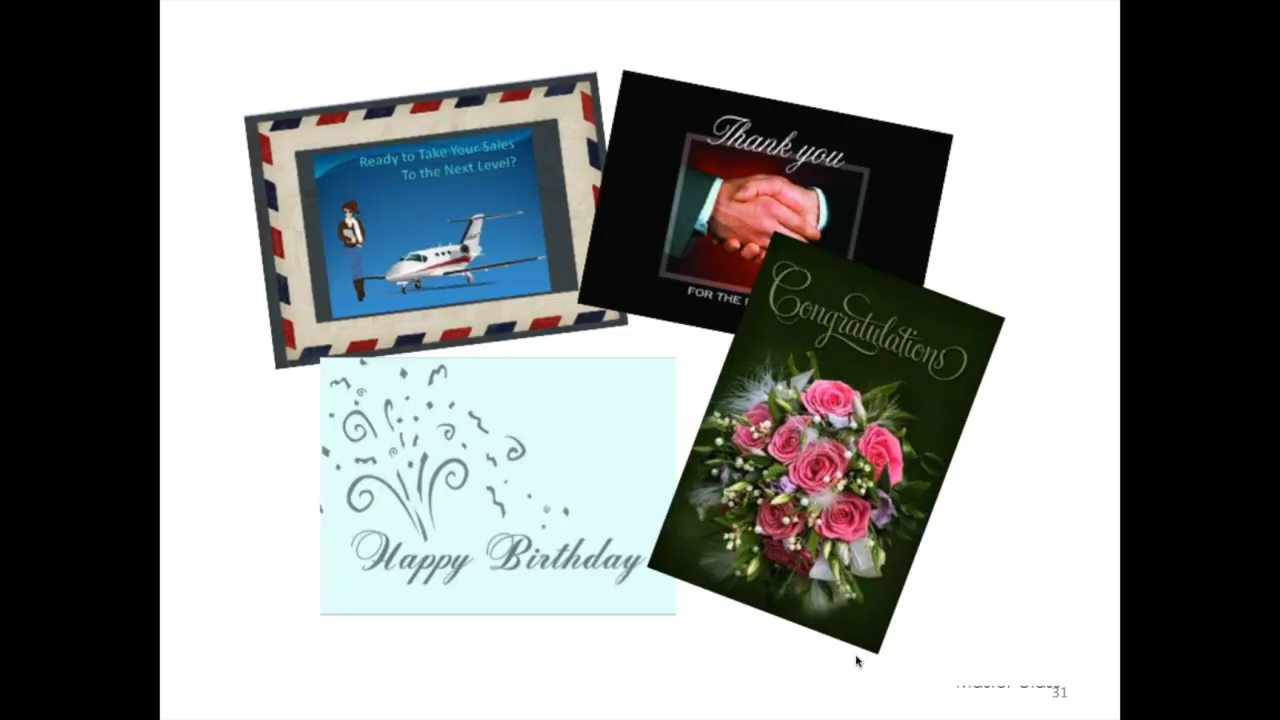 Ready to Take Your Sales
To the Next Level?
Thank you
FOR THE
Congratulations
Happy Birthday
31